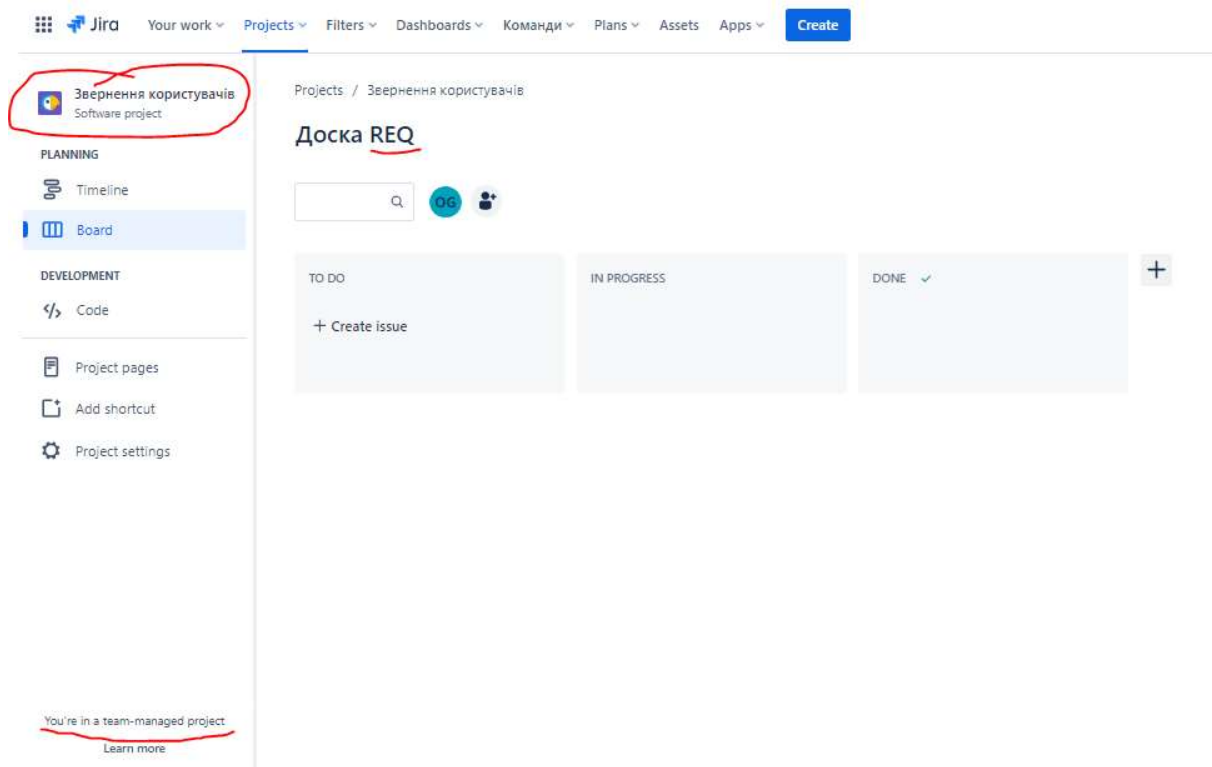 Jira Your work Projects Filters Dashboards Команди Plans Assets Apps Create
Звернення користувачів
Software project
PLANNING
Timeline
Board
DEVELOPMENT
Code
Project pages
Add shortcut
Project settings
You're in a team-managed project
Learn more
Projects / Звернення користувачів
Доска REQ
OG
TO DO
+ Create issue
IN PROGRESS
DONE